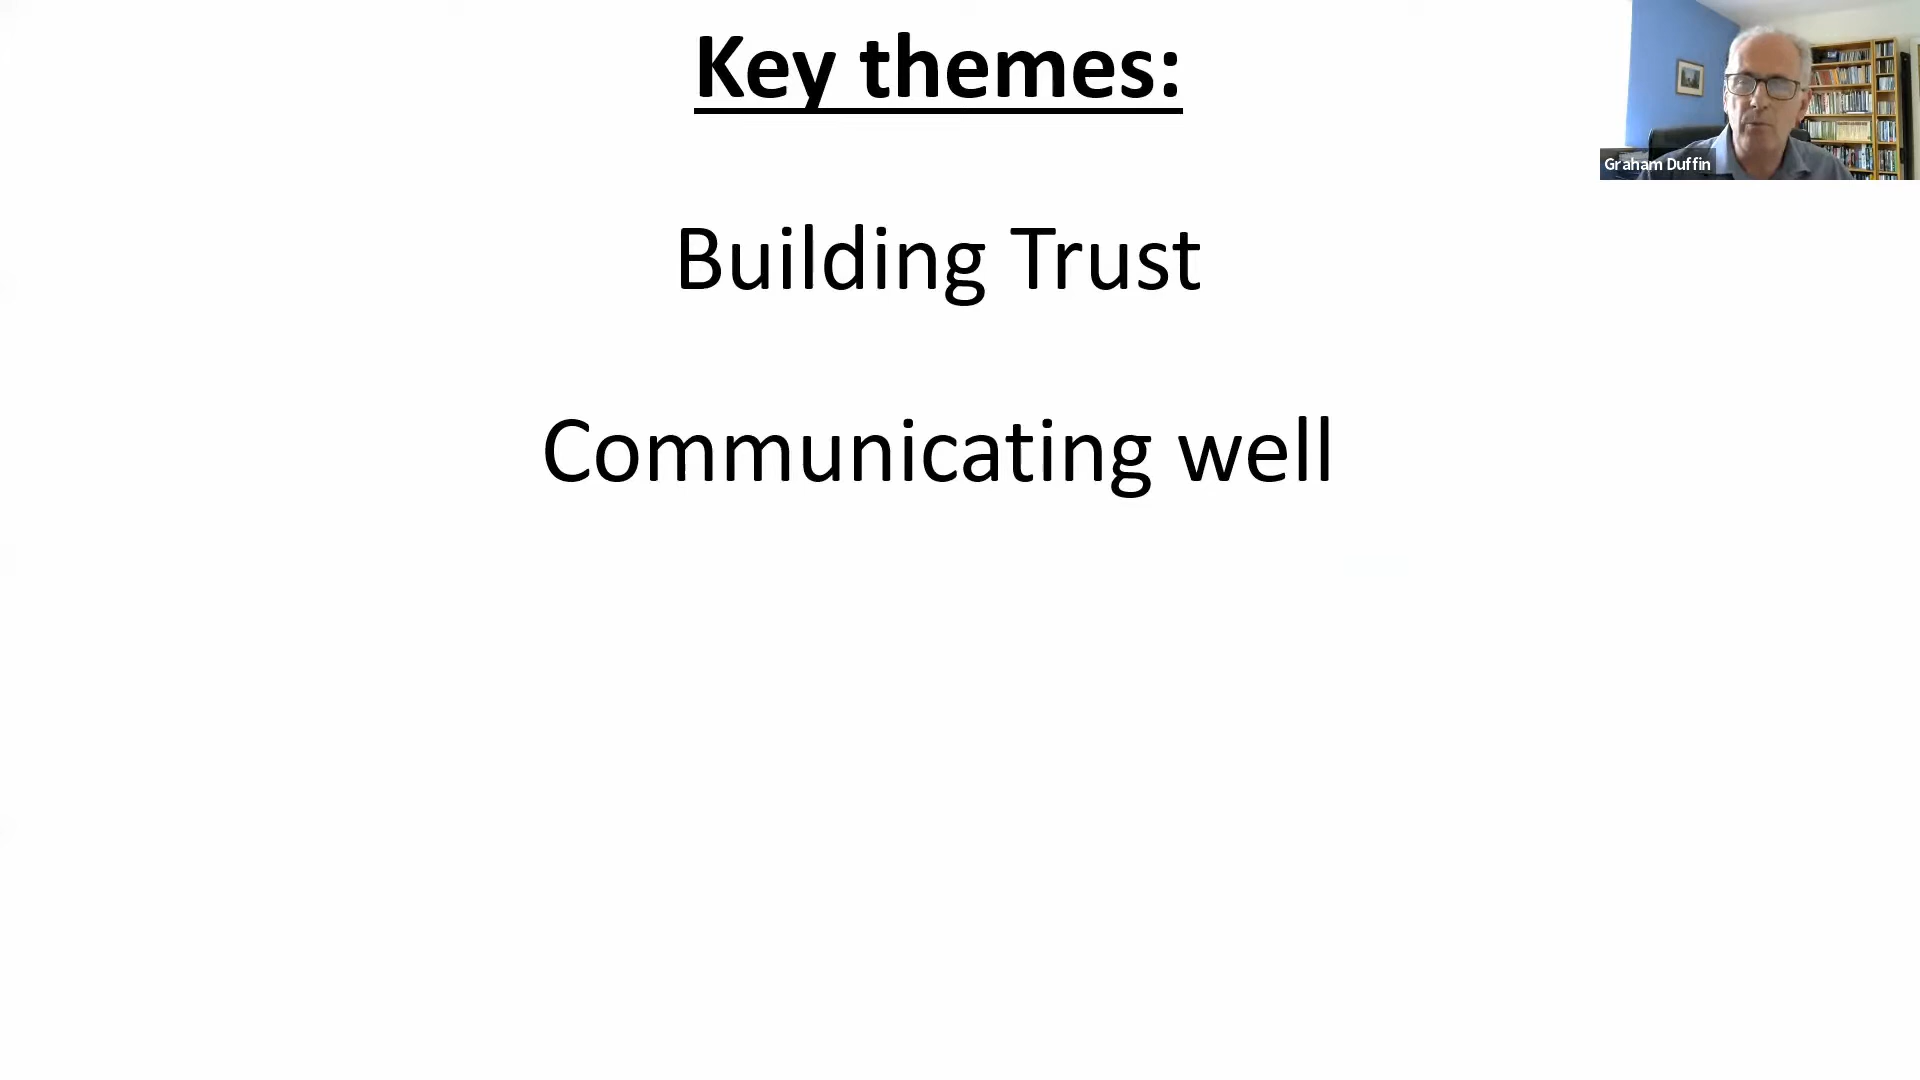 Key themes:
Building Trust
Communicating well
Graham Duffin